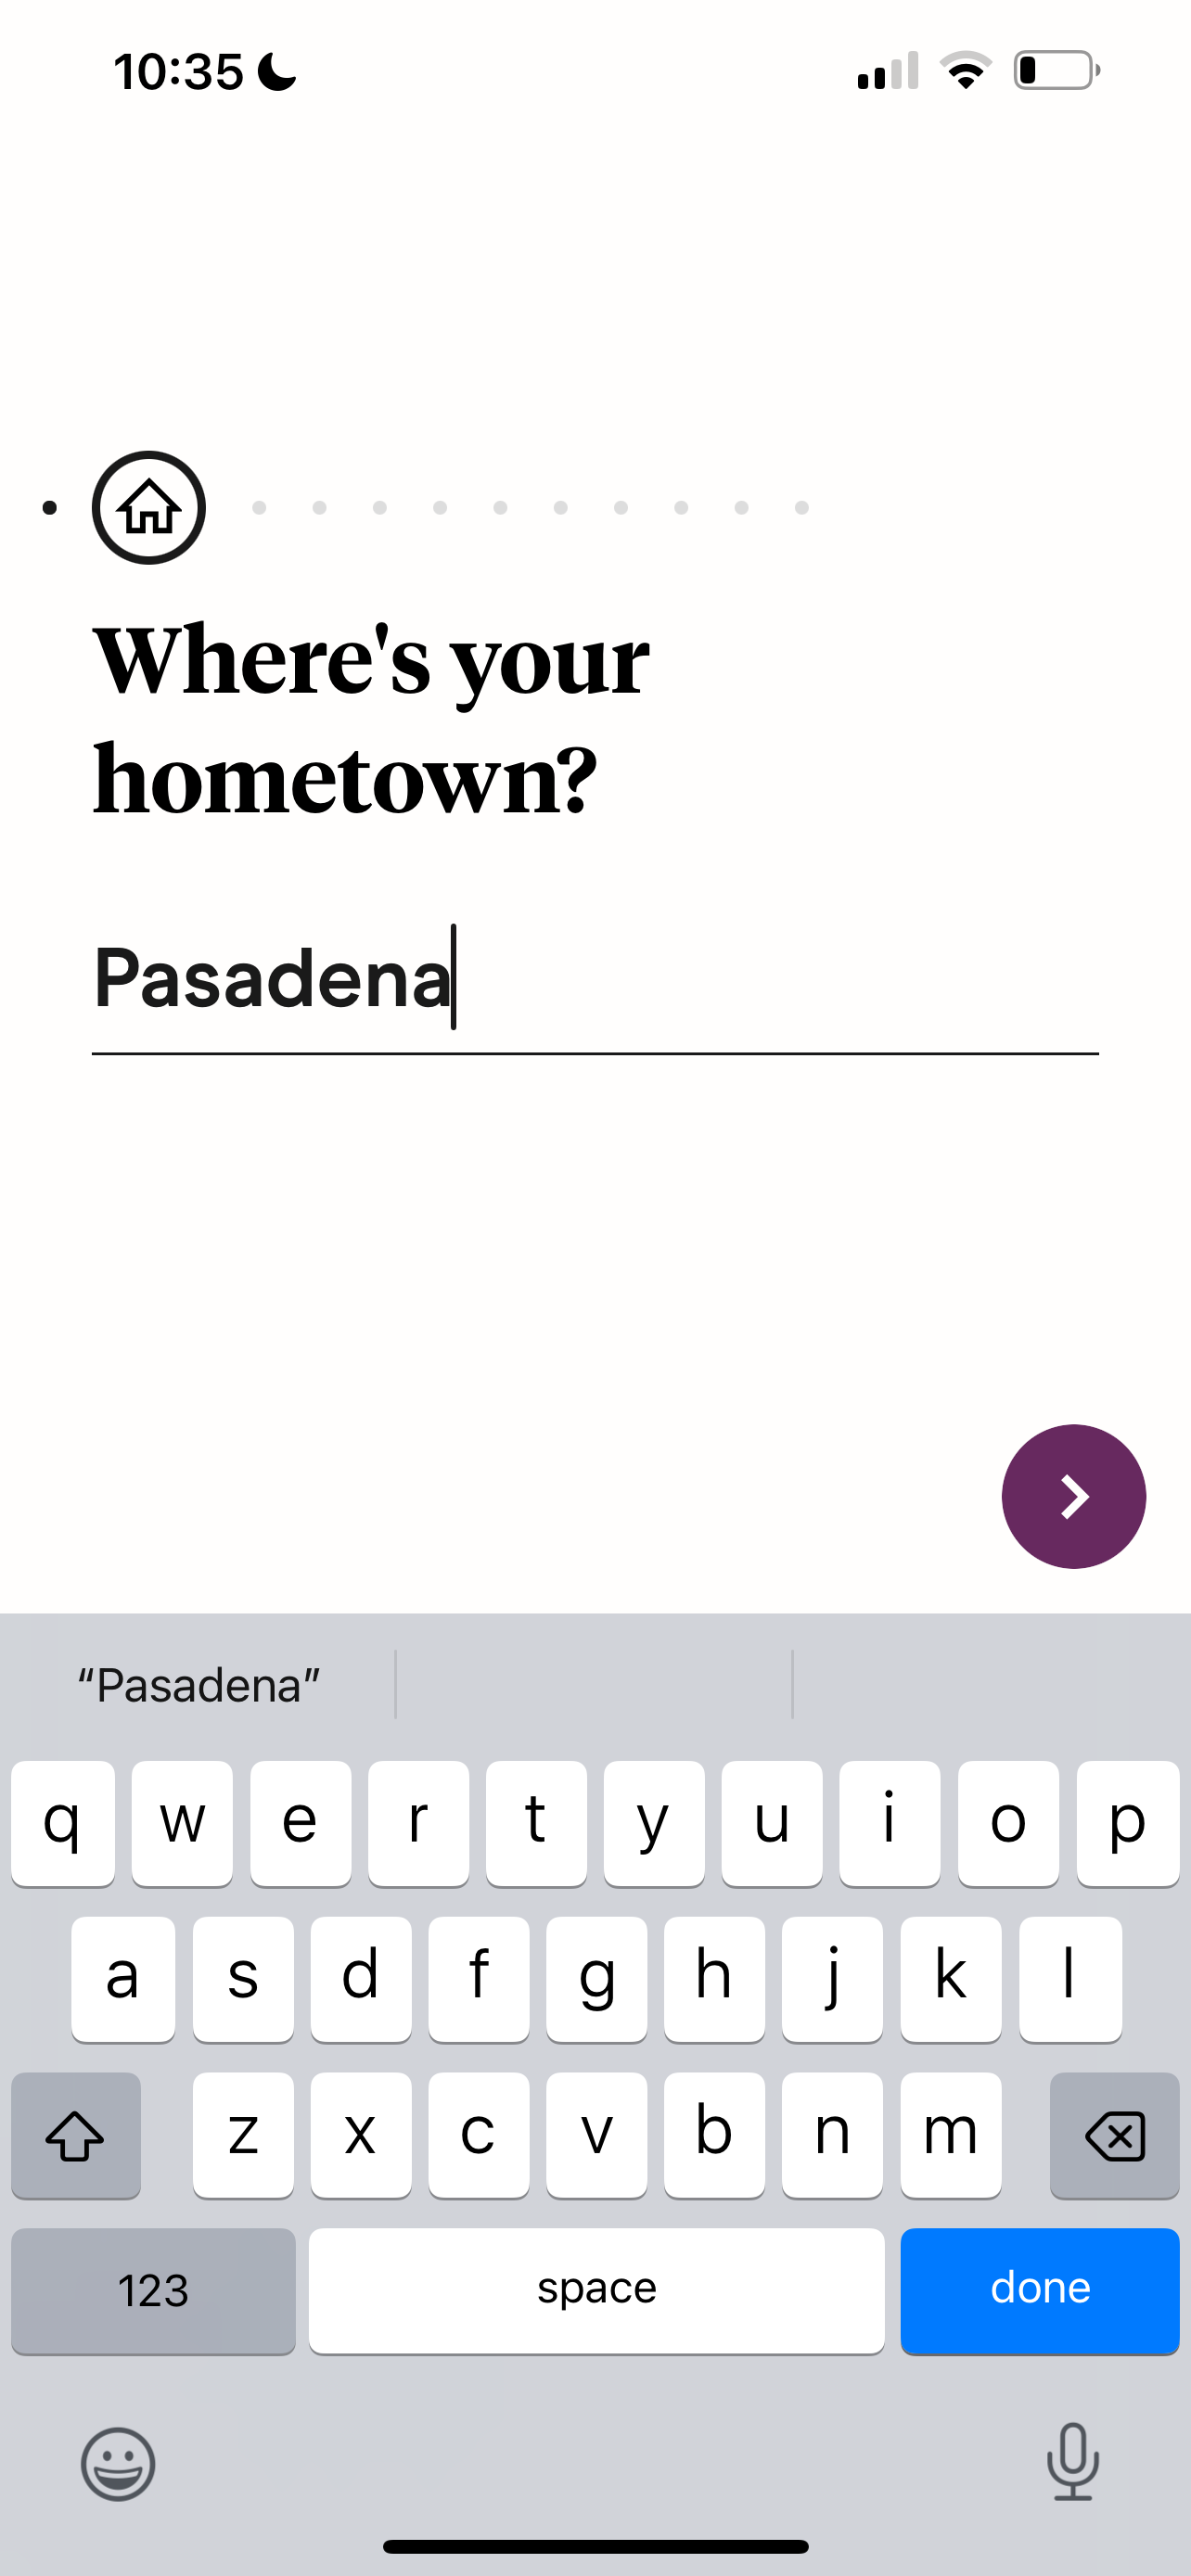 10:35
Where's your
hometown?
Pasadena
“Pasadena”
q w e r t y u i o p
a s d f g h j k l
z x c v b n m
123 space done